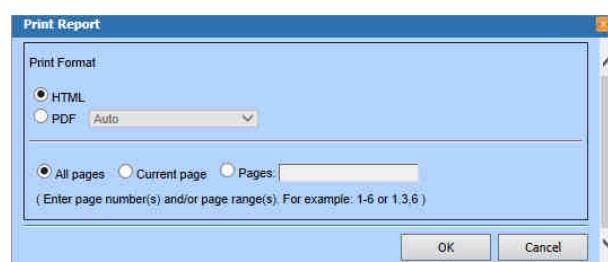 Print Report
Print Format
HTML
PDF Auto
All pages Current page Pages:
( Enter page number(s) and/or page range(s). For example: 1-6 or 1,3,6 )
OK Cancel